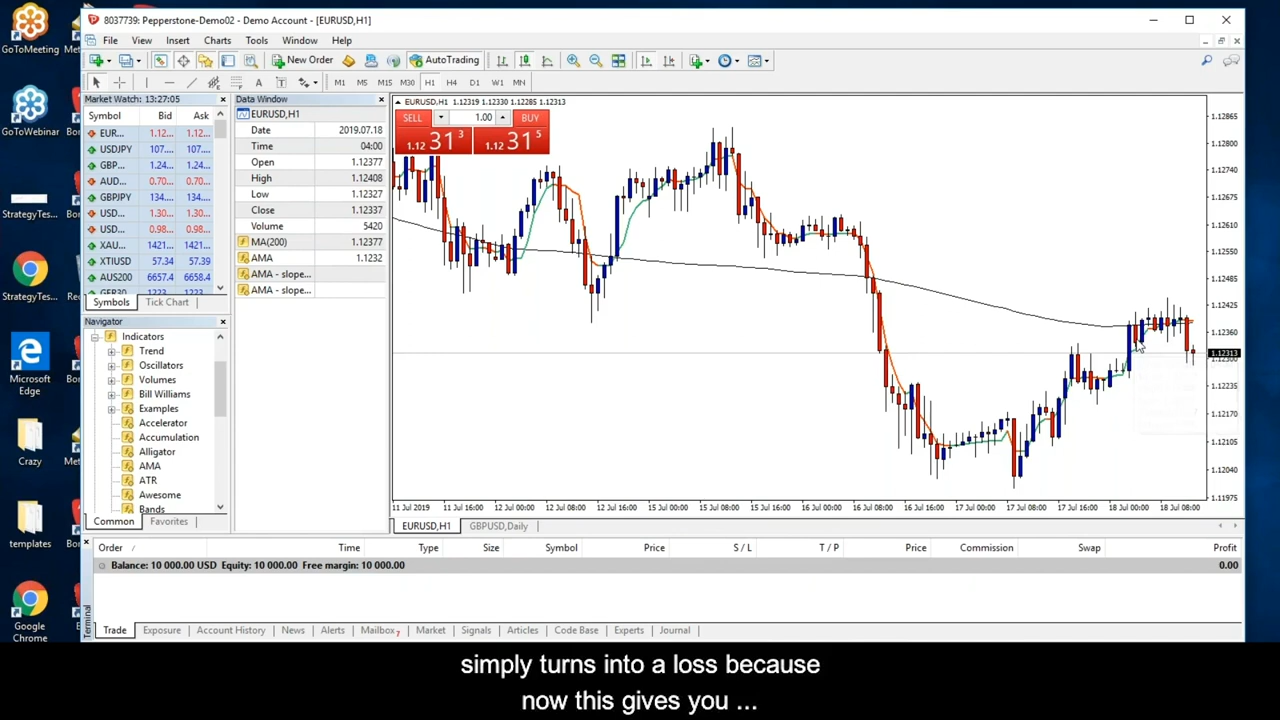 8037739: Pepperstone-Demo02 - Demo Account - [EURUSD,H1]
File View Insert Charts Tools Window Help
New Order AutoTrading
M1 M5 M15 M30 H1 H4 D1 W1 MN
GoToMeeting
GoToWebinar
StrategyTes...
StrategyTes...
Microsoft
Edge
Crazy
templates
Google
Chrome
Market Watch: 13:27:05
Symbol Bid Ask
EUR... 1.12... 1.12...
USDJPY 107.... 107....
GBP... 1.24... 1.24...
AUD... 0.70... 0.70...
GBPJPY 134.... 134....
USD... 1.30... 1.30...
USD... 0.98... 0.98...
XAU... 1421... 1421...
XTIUSD 57.34 57.39
AUS200 6657.4 6658.4
GER30 1223 1223
Symbols Tick Chart
Navigator
Indicators
Trend
Oscillators
Volumes
Bill Williams
Examples
Accelerator
Accumulation
Alligator
AMA
ATR
Awesome
Bands
Common Favorites
Data Window
EURUSD,H1
Date 2019.07.18
Time 04:00
Open 1.12377
High 1.12408
Low 1.12327
Close 1.12337
Volume 5420
MA(200) 1.12377
AMA 1.1232
AMA - slope...
AMA - slope...
EURUSD,H1 1.12319 1.12330 1.12285 1.12313
SELL 1.00 BUY
1.12 31 3 1.12 31 5
1.12865
1.12800
1.12740
1.12675
1.12610
1.12550
1.12485
1.12425
1.12360
1.12313
1.12300
1.12235
1.12170
1.12105
1.12040
1.11975
11 Jul 2019 11 Jul 16:00 12 Jul 00:00 12 Jul 08:00 12 Jul 16:00 15 Jul 00:00 15 Jul 08:00 15 Jul 16:00 16 Jul 00:00 16 Jul 08:00 16 Jul 16:00 17 Jul 00:00 17 Jul 08:00 17 Jul 16:00 18 Jul 00:00 18 Jul 08:00
EURUSD,H1 GBPUSD,Daily
Order / Time Type Size Symbol Price S / L T / P Price Commission Swap Profit
Balance: 10 000.00 USD Equity: 10 000.00 Free margin: 10 000.00 0.00
Terminal
Trade Exposure Account History News Alerts Mailbox 7 Market Signals Articles Code Base Experts Journal
simply turns into a loss because
now this gives you ...